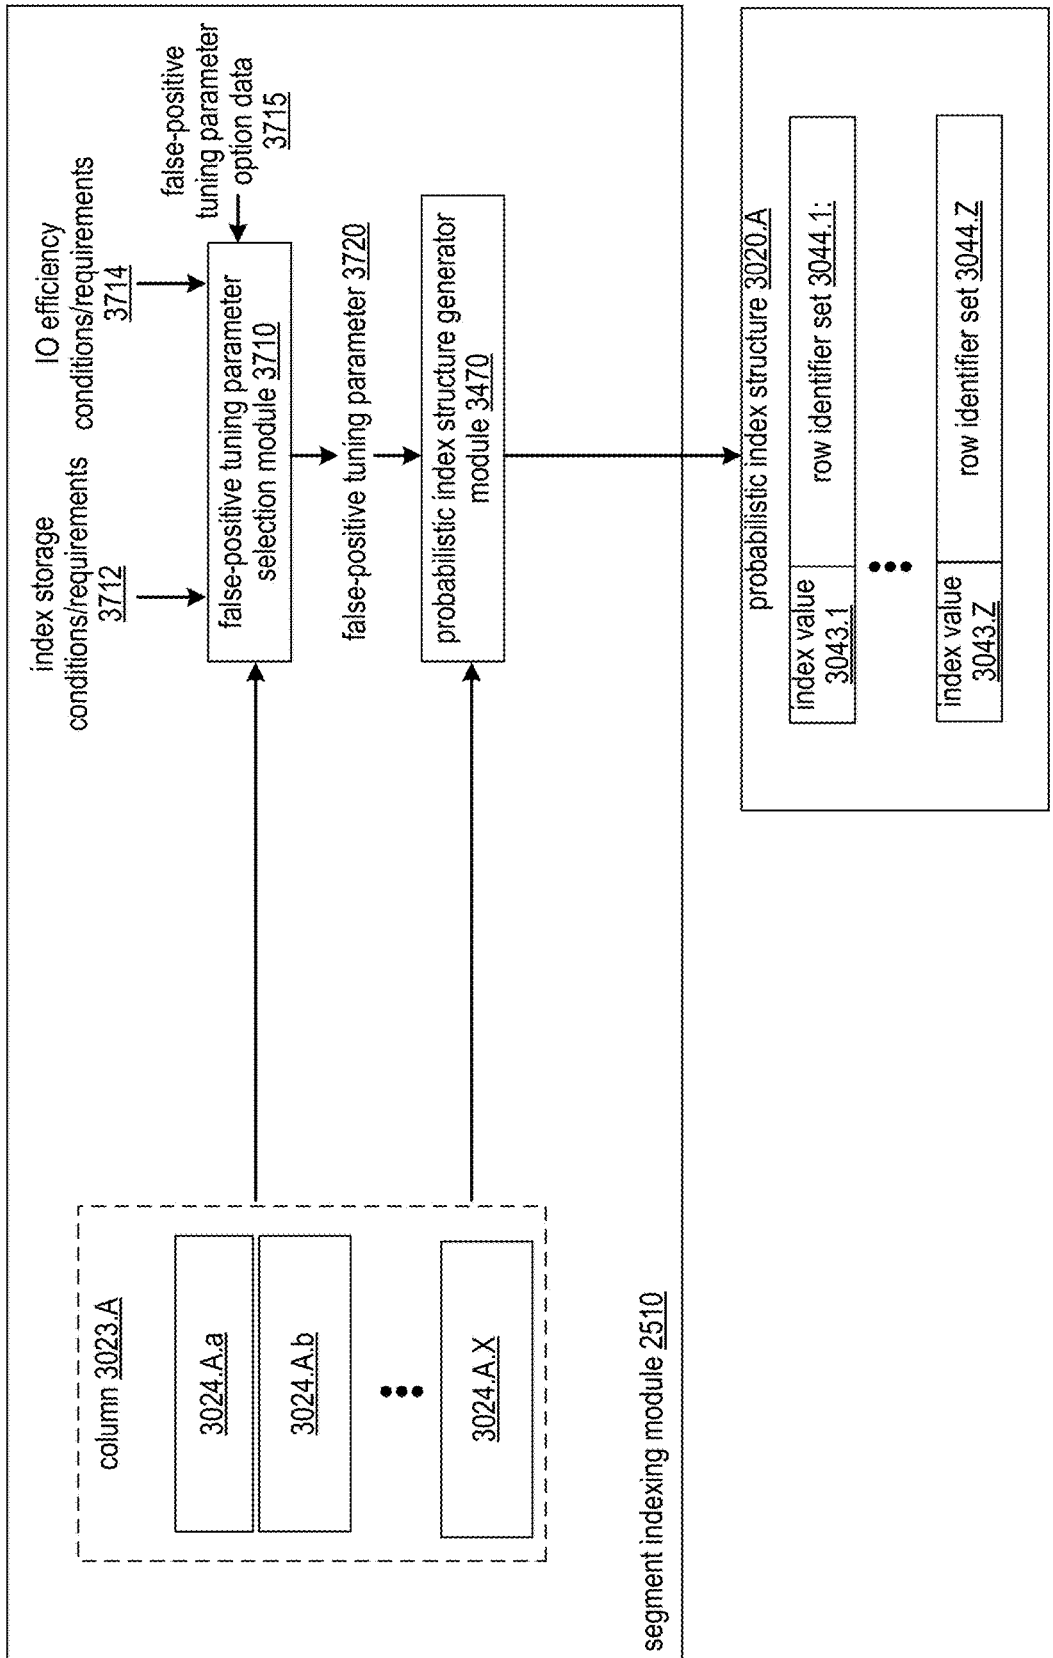 column 3023.A
3024.A.a
3024.A.b
3024.A.X
segment indexing module 2510
index storage
conditions/requirements
3712
IO efficiency
conditions/requirements
3714
false-positive
tuning parameter
option data
3715
false-positive tuning parameter
selection module 3710
false-positive tuning parameter 3720
probabilistic index structure generator
module 3470
probabilistic index structure 3020.A
index value
3043.1
row identifier set 3044.1:
index value
3043.Z
row identifier set 3044.Z